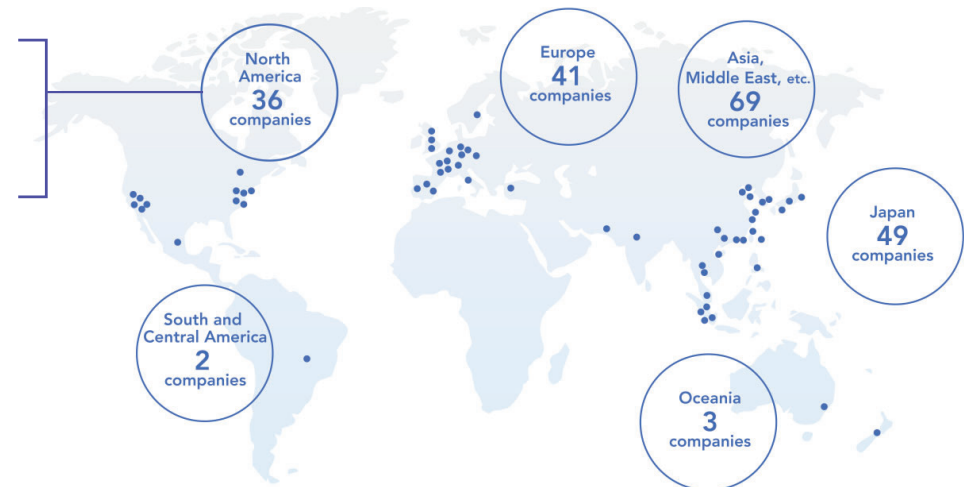 North
America
36
companies
Europe
41
companies
Asia,
Middle East, etc.
69
companies
Japan
49
companies
South and
Central America
2
companies
Oceania
3
companies